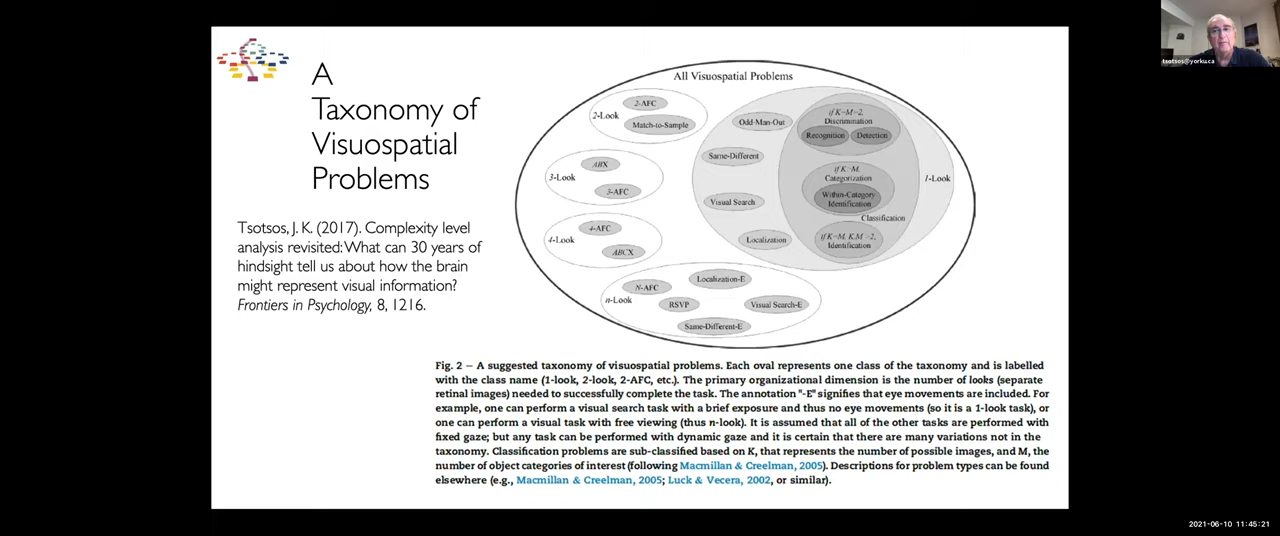 A
Taxonomy of
Visuospatial
Problems
Tsotsos, J. K. (2017). Complexity level
analysis revisited: What can 30 years of
hindsight tell us about how the brain
might represent visual information?
Frontiers in Psychology, 8, 1216.
All Visuospatial Problems
2-Look
2-AFC
Match-to-Sample
3-Look
ABX
3-AFC
4-Look
4-AFC
ABCX
n-Look
N-AFC
Localization-E
RSVP
Visual Search-E
Same-Different-E
1-Look
Odd-Man-Out
Same-Different
Visual Search
Localization
if K=M=2,
Discrimination
Recognition
Detection
if K>M,
Categorization
Within-Category
Identification
Classification
if K=M, K,M >2,
Identification
Fig. 2 – A suggested taxonomy of visuospatial problems. Each oval represents one class of the taxonomy and is labelled
with the class name (1-look, 2-look, 2-AFC, etc.). The primary organizational dimension is the number of looks (separate
retinal images) needed to successfully complete the task. The annotation "-E" signifies that eye movements are included. For
example, one can perform a visual search task with a brief exposure and thus no eye movements (so it is a 1-look task), or
one can perform a visual task with free viewing (thus n-look). It is assumed that all of the other tasks are performed with
fixed gaze; but any task can be performed with dynamic gaze and it is certain that there are many variations not in the
taxonomy. Classification problems are sub-classified based on K, that represents the number of possible images, and M, the
number of object categories of interest (following Macmillan & Creelman, 2005). Descriptions for problem types can be found
elsewhere (e.g., Macmillan & Creelman, 2005; Luck & Vecera, 2002, or similar).
tsotsos@yorku.ca
2021-06-10 11:45:21